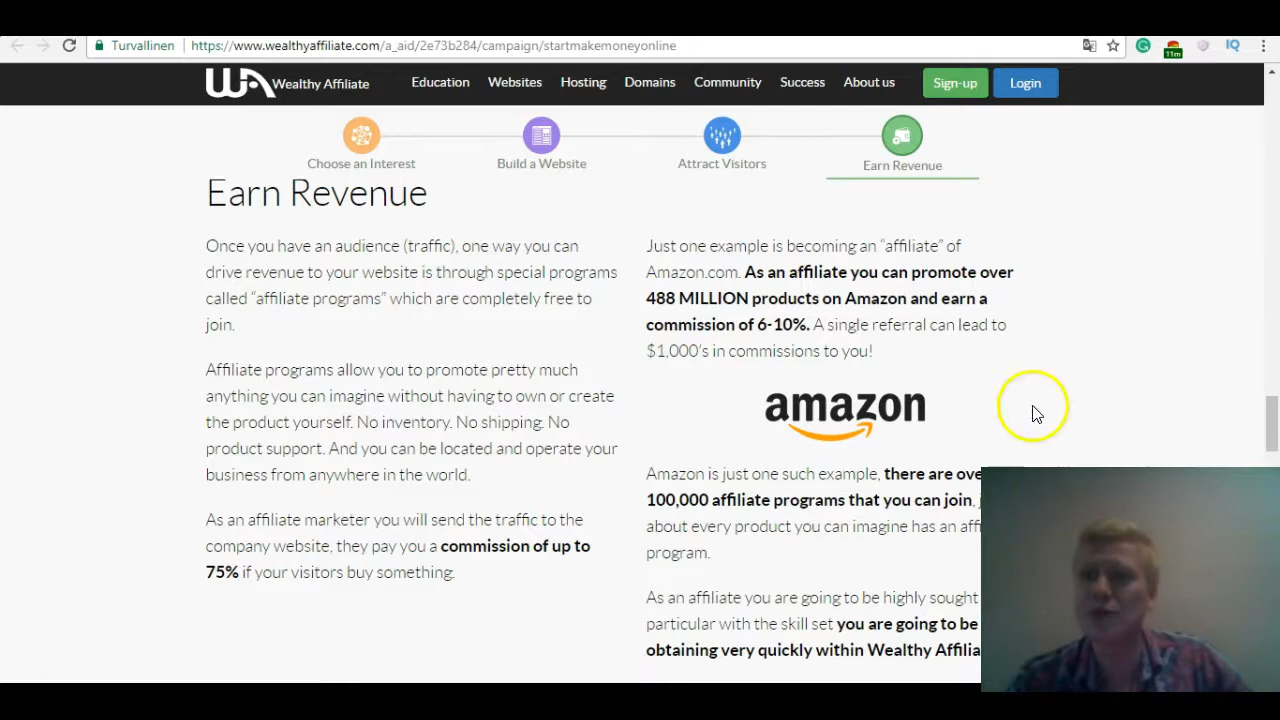 Turvallinen
https://www.wealthyaffiliate.com/a_aid/2e73b284/campaign/startmakemoneyonline
11m
IQ
WA Wealthy Affiliate
Education
Websites
Hosting
Domains
Community
Success
About us
Sign-up
Login
Choose an Interest
Build a Website
Attract Visitors
Earn Revenue
Earn Revenue
Once you have an audience (traffic), one way you can
drive revenue to your website is through special programs
called "affiliate programs" which are completely free to
join.
Affiliate programs allow you to promote pretty much
anything you can imagine without having to own or create
the product yourself. No inventory. No shipping. No
product support. And you can be located and operate your
business from anywhere in the world.
As an affiliate marketer you will send the traffic to the
company website, they pay you a commission of up to
75% if your visitors buy something.
Just one example is becoming an "affiliate" of
Amazon.com. As an affiliate you can promote over
488 MILLION products on Amazon and earn a
commission of 6-10%. A single referral can lead to
$1,000's in commissions to you!
amazon
Amazon is just one such example, there are ove
100,000 affiliate programs that you can join,
about every product you can imagine has an aff
program.
As an affiliate you are going to be highly sought
particular with the skill set you are going to be
obtaining very quickly within Wealthy Affilia